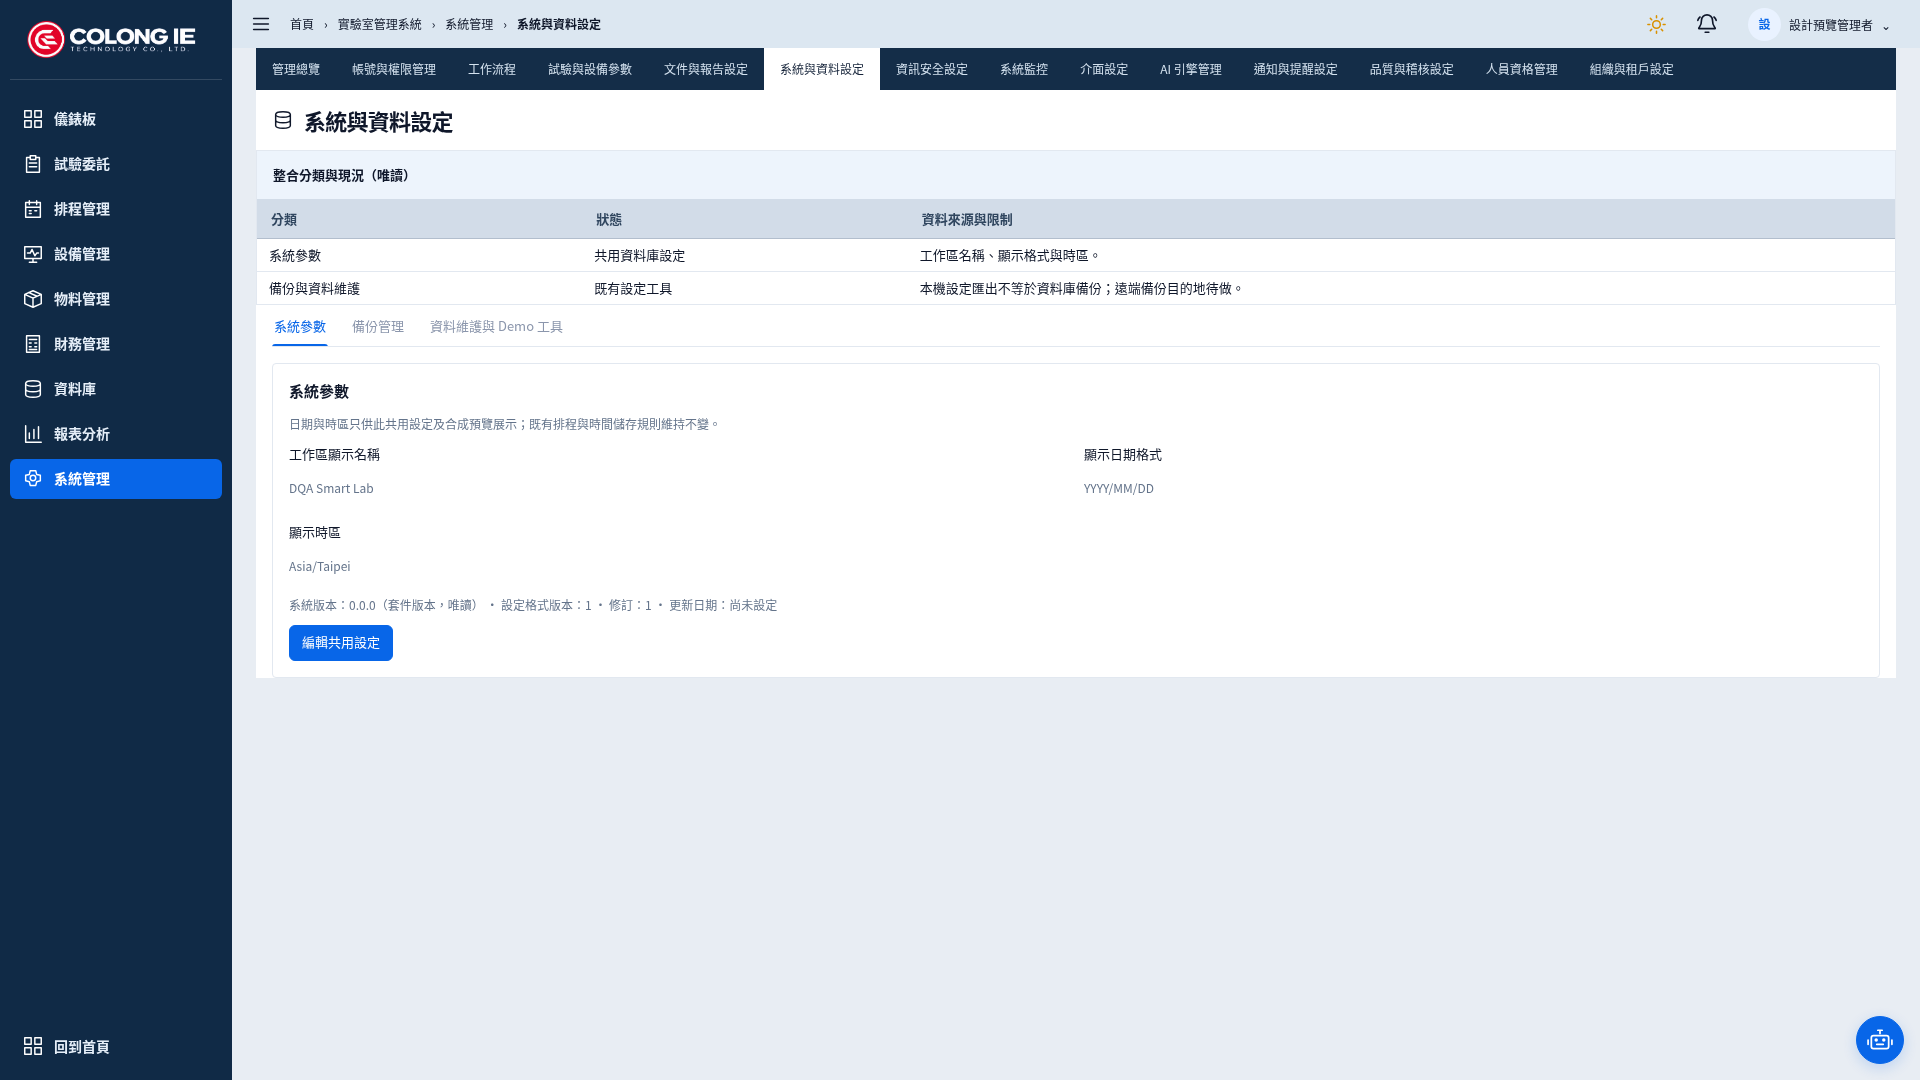 COLONG IE
TECHNOLOGY CO., LTD.
首頁 › 實驗室管理系統 › 系統管理 › 系統與資料設定
設 設計預覽管理者
管理總覽 帳號與權限管理 工作流程 試驗與設備參數 文件與報告設定 系統與資料設定 資訊安全設定 系統監控 介面設定 AI 引擎管理 通知與提醒設定 品質與稽核設定 人員資格管理 組織與租戶設定
儀錶板
試驗委託
排程管理
設備管理
物料管理
財務管理
資料庫
報表分析
系統管理
回到首頁
系統與資料設定
整合分類與現況（唯讀）
分類 狀態 資料來源與限制
系統參數 共用資料庫設定 工作區名稱、顯示格式與時區。
備份與資料維護 既有設定工具 本機設定匯出不等於資料庫備份；遠端備份目的地待做。
系統參數 備份管理 資料維護與 Demo 工具
系統參數
日期與時區只供此共用設定及合成預覽展示；既有排程與時間儲存規則維持不變。
工作區顯示名稱 顯示日期格式
DQA Smart Lab YYYY/MM/DD
顯示時區
Asia/Taipei
系統版本：0.0.0（套件版本，唯讀） · 設定格式版本：1 · 修訂：1 · 更新日期：尚未設定
編輯共用設定